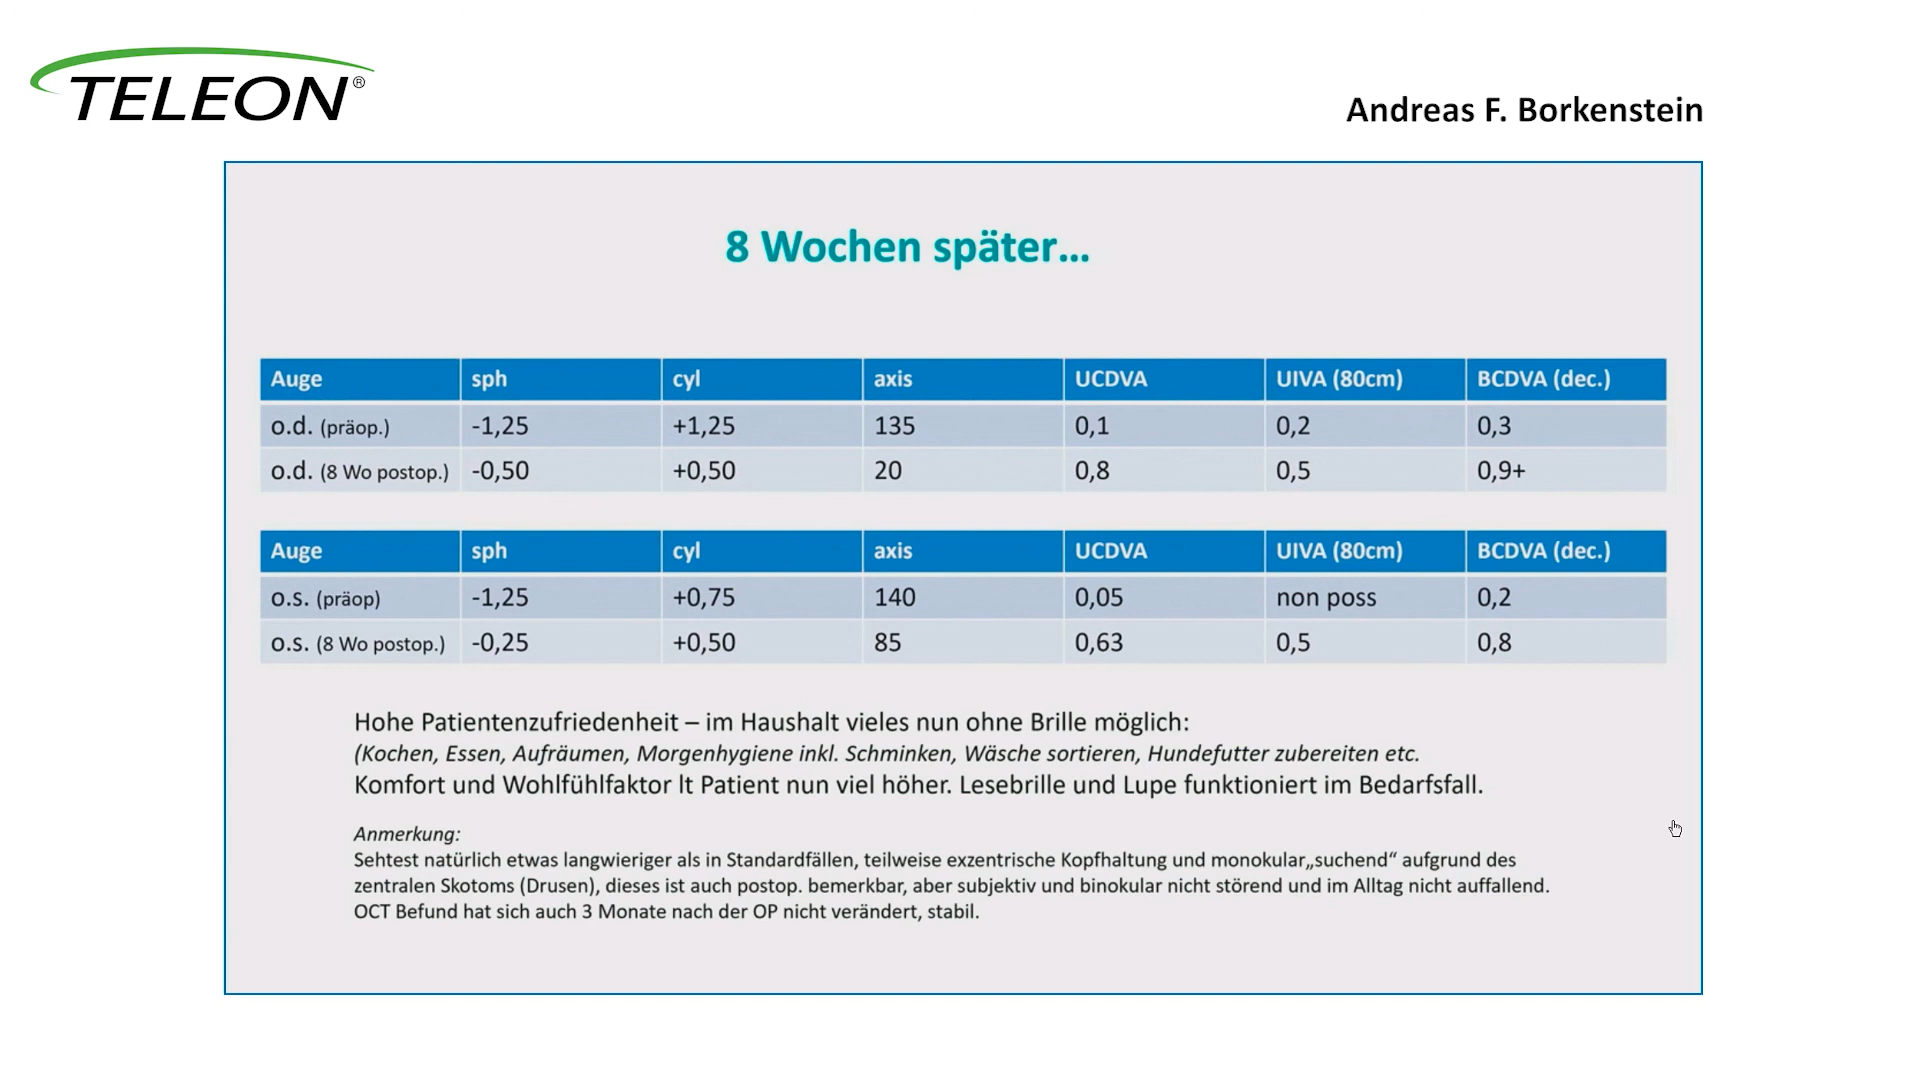 TELEON®
Andreas F. Borkenstein
8 Wochen später...
Auge sph cyl axis UCDVA UIVA (80cm) BCDVA (dec.)
o.d. (präop.) -1,25 +1,25 135 0,1 0,2 0,3
o.d. (8 Wo postop.) -0,50 +0,50 20 0,8 0,5 0,9+
Auge sph cyl axis UCDVA UIVA (80cm) BCDVA (dec.)
o.s. (präop) -1,25 +0,75 140 0,05 non poss 0,2
o.s. (8 Wo postop.) -0,25 +0,50 85 0,63 0,5 0,8
Hohe Patientenzufriedenheit – im Haushalt vieles nun ohne Brille möglich:
(Kochen, Essen, Aufräumen, Morgenhygiene inkl. Schminken, Wäsche sortieren, Hundefutter zubereiten etc.
Komfort und Wohlfühlfaktor lt Patient nun viel höher. Lesebrille und Lupe funktioniert im Bedarfsfall.
Anmerkung:
Sehtest natürlich etwas langwieriger als in Standardfällen, teilweise exzentrische Kopfhaltung und monokular„suchend“ aufgrund des
zentralen Skotoms (Drusen), dieses ist auch postop. bemerkbar, aber subjektiv und binokular nicht störend und im Alltag nicht auffallend.
OCT Befund hat sich auch 3 Monate nach der OP nicht verändert, stabil.